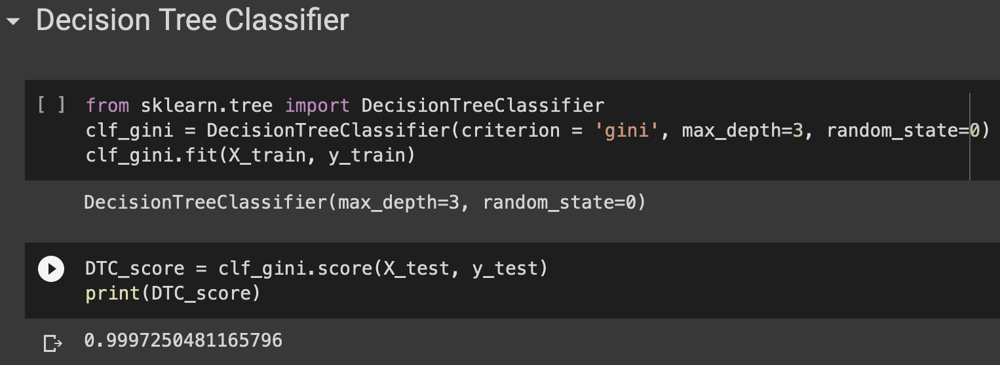 Decision Tree Classifier
[ ] from sklearn.tree import DecisionTreeClassifier
clf_gini = DecisionTreeClassifier(criterion = 'gini', max_depth=3, random_state=0)
clf_gini.fit(X_train, y_train)
DecisionTreeClassifier(max_depth=3, random_state=0)
DTC_score = clf_gini.score(X_test, y_test)
print(DTC_score)
0.9997250481165796